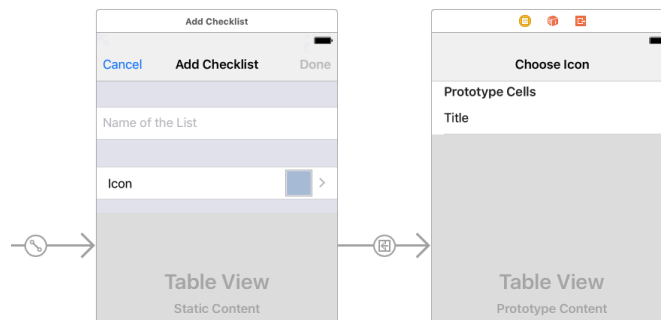 Add Checklist
Cancel Add Checklist Done
Name of the List
Icon
Table View
Static Content
Choose Icon
Prototype Cells
Title
Table View
Prototype Content